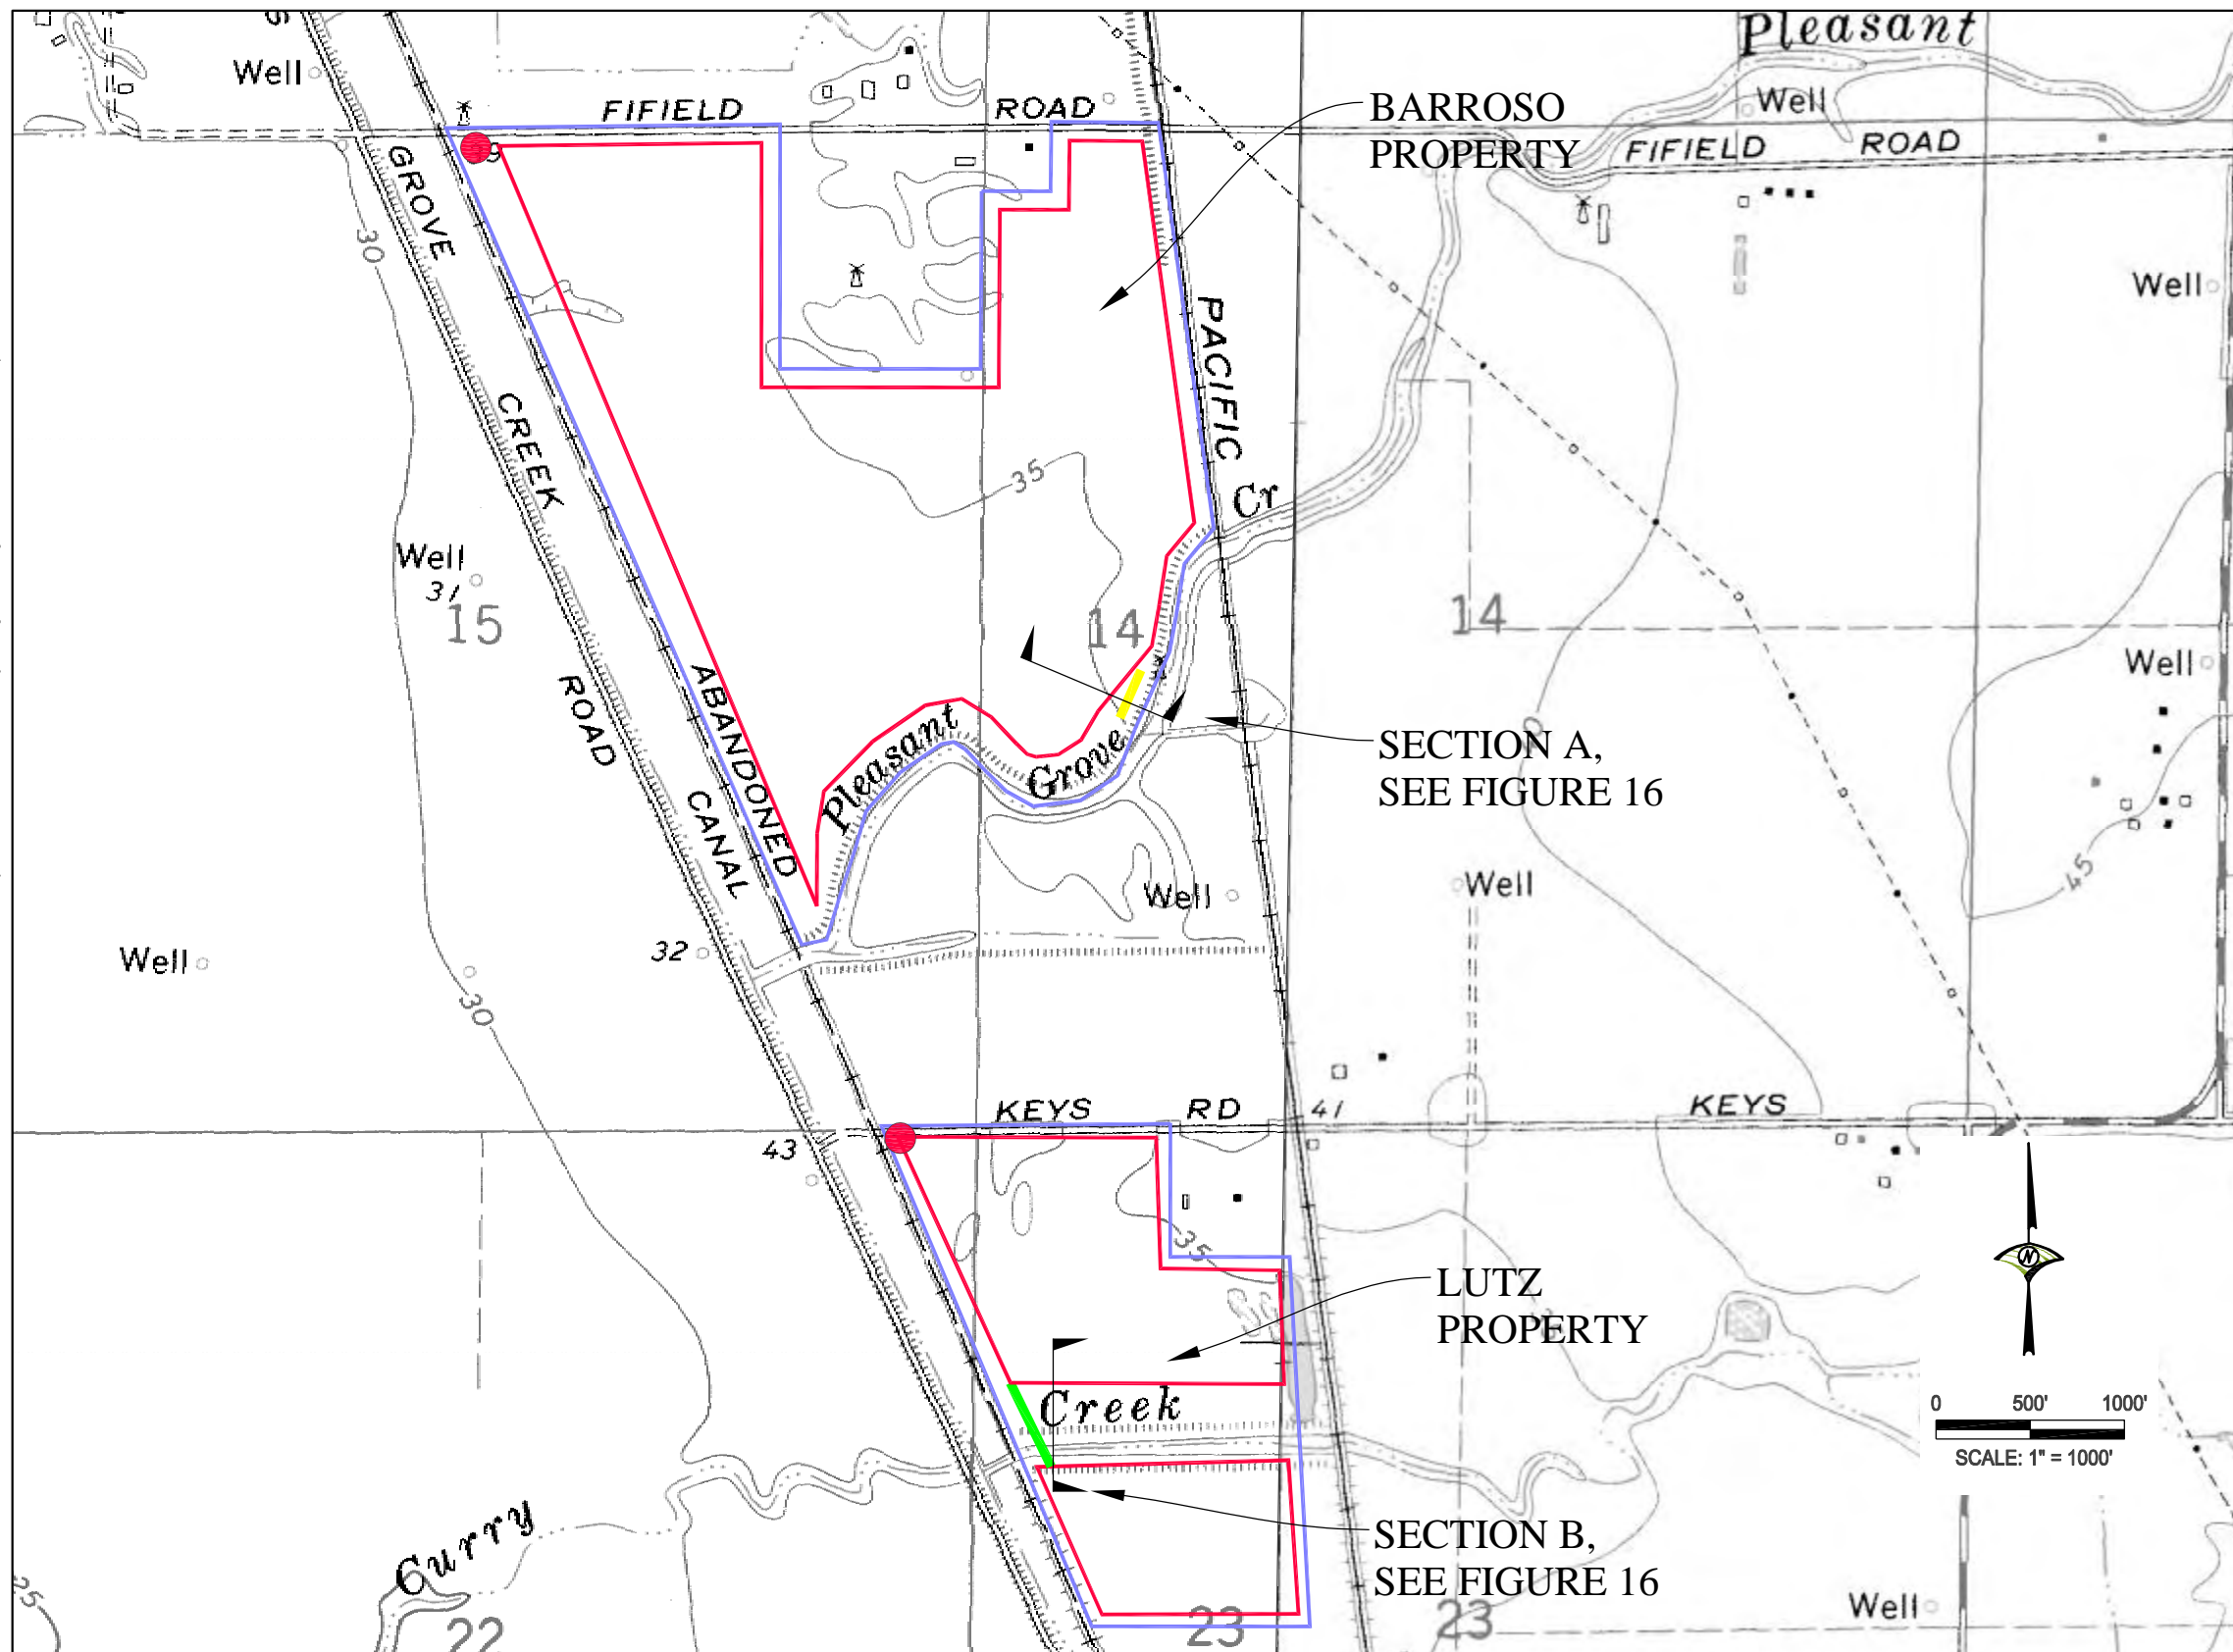 Pleasant
Well
Well
FIFIELD ROAD
BARROSO
PROPERTY
FIFIELD ROAD
GROVE
30
Well
PACIFIC
CREEK
35
Cr
Well
31
15
14
14
Well
ROAD
ABANDONED
Pleasant
Grove
SECTION A,
SEE FIGURE 16
CANAL
45
Well
Well
32
Well
30
KEYS RD
41
KEYS
43
35
LUTZ
PROPERTY
Creek
0 500' 1000'
SCALE: 1" = 1000'
N
SECTION B,
SEE FIGURE 16
Curry
25
22
23
23
Well